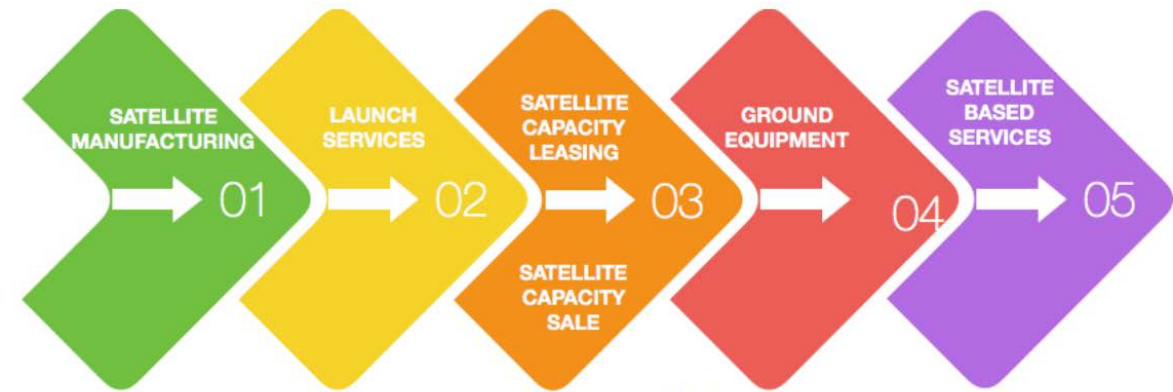 SATELLITE
MANUFACTURING
01
LAUNCH
SERVICES
02
SATELLITE
CAPACITY
LEASING
03
SATELLITE
CAPACITY
SALE
GROUND
EQUIPMENT
04
SATELLITE
BASED
SERVICES
05